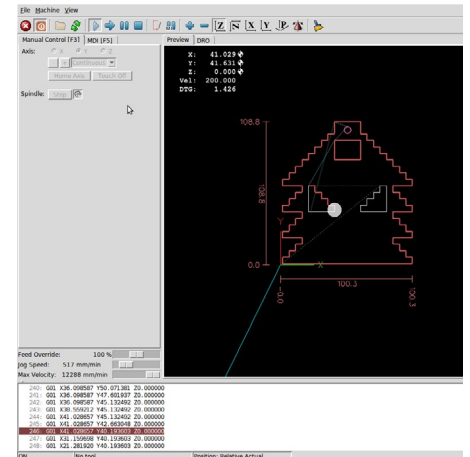 File Machine View
Manual Control [F3] MDI [F5]
Preview DRO
Axis: X Y Z
- + Continuous
Home Axis Touch Off
Spindle: Stop
X: 41.029
Y: 41.631
Z: 0.000
Vel: 200.000
DTG: 1.426
108.8
108.8
Y
X
0.0
100.3
-0.0
100.3
Feed Override: 100 %
Jog Speed: 517 mm/min
Max Velocity: 12288 mm/min
240: G01 X36.098587 Y50.071381 Z0.000000
241: G01 X36.098587 Y47.601937 Z0.000000
242: G01 X36.098587 Y45.132492 Z0.000000
243: G01 X38.559212 Y45.132492 Z0.000000
244: G01 X41.028657 Y45.132492 Z0.000000
245: G01 X41.028657 Y42.663048 Z0.000000
246: G01 X41.028657 Y40.193603 Z0.000000
247: G01 X31.159698 Y40.193603 Z0.000000
248: G01 X21.281920 Y40.193603 Z0.000000
ON No tool Position: Relative Actual